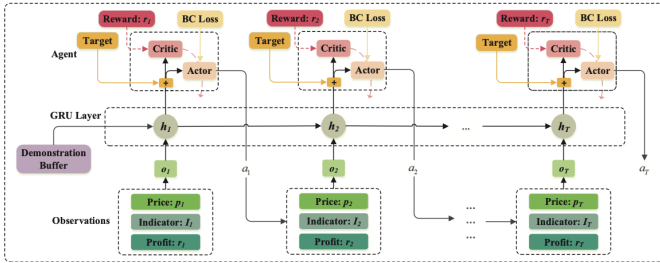 Reward: r1 BC Loss Reward: r2 BC Loss Reward: rT BC Loss
Target Critic Target Critic Target Critic
Agent Actor Actor Actor
+ + +
GRU Layer
h1 h2 ... hT
Demonstration
Buffer
o1 a1 o2 a2 oT aT
Price: p1 Price: p2 ... Price: pT
Observations Indicator: I1 Indicator: I2 ... Indicator: IT
Profit: r1 Profit: r2 ... Profit: rT